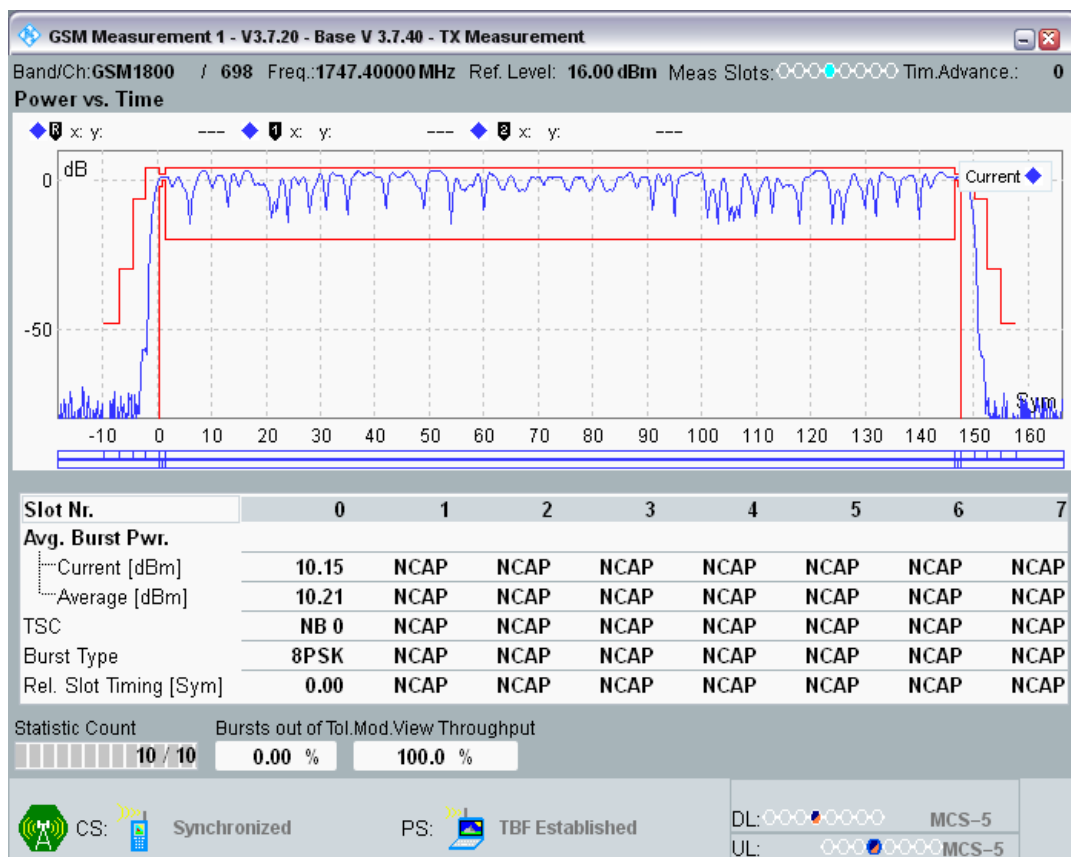 GSM Measurement 1 - V3.7.20 - Base V 3.7.40 - TX Measurement
Band/Ch:GSM1800 / 698 Freq.:1747.40000 MHz Ref. Level: 16.00 dBm Meas Slots: Tim.Advance.: 0
Power vs. Time
R x: y: --- 1 x: y: --- 2 x: y: ---
dB
0
Current
-50
Sym
-10 0 10 20 30 40 50 60 70 80 90 100 110 120 130 140 150 160
Slot Nr. 0 1 2 3 4 5 6 7
Avg. Burst Pwr.
Current [dBm] 10.15 NCAP NCAP NCAP NCAP NCAP NCAP NCAP
Average [dBm] 10.21 NCAP NCAP NCAP NCAP NCAP NCAP NCAP
TSC NB 0 NCAP NCAP NCAP NCAP NCAP NCAP NCAP
Burst Type 8PSK NCAP NCAP NCAP NCAP NCAP NCAP NCAP
Rel. Slot Timing [Sym] 0.00 NCAP NCAP NCAP NCAP NCAP NCAP NCAP
Statistic Count Bursts out of Tol. Mod.View Throughput
10 / 10 0.00 % 100.0 %
CS: Synchronized PS: TBF Established
DL: MCS-5
UL: MCS-5